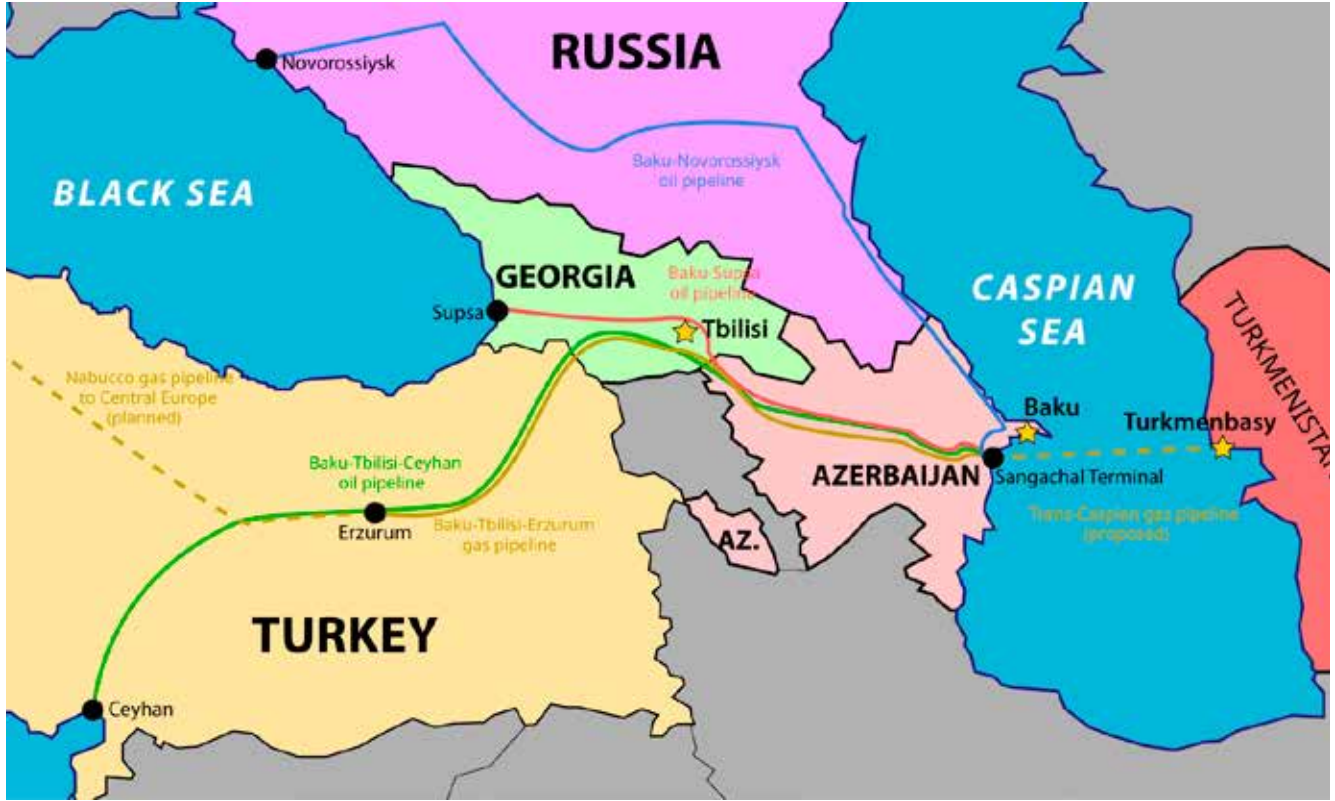 RUSSIA
Novorossiysk
Baku-Novorossiysk
oil pipeline
BLACK SEA
GEORGIA
Baku-Supsa
oil pipeline
CASPIAN
SEA
Supsa
Tbilisi
TURKMENISTA
Nabucco gas pipeline
to Central Europe
(planned)
Baku
Turkmenbasy
Baku-Tbilisi-Ceyhan
oil pipeline
AZERBAIJAN
Sangachal Terminal
Erzurum
Baku-Tbilisi-Erzurum
gas pipeline
Trans-Caspien gas pipeline
(proposed)
AZ.
TURKEY
Ceyhan